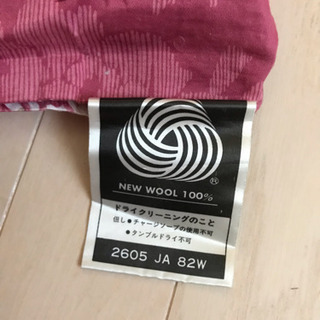 ®
NEW WOOL 100%
ドライクリーニングのこと
但し●チャージソープの使用不可
●タンブルドライ不可
2605 JA 82W